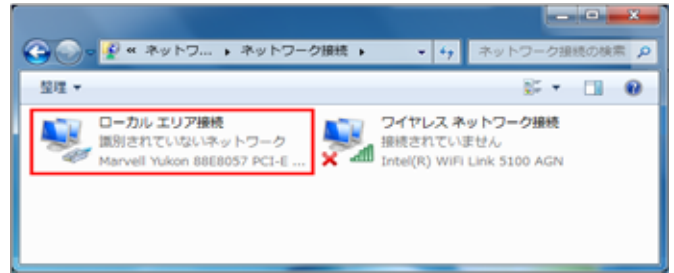 « ネットワ... ▸ ネットワーク接続 ▸
ネットワーク接続の検索
整理 ▾
ローカル エリア接続
識別されていないネットワーク
Marvell Yukon 88E8057 PCI-E ...
ワイヤレス ネットワーク接続
接続されていません
Intel(R) WiFi Link 5100 AGN